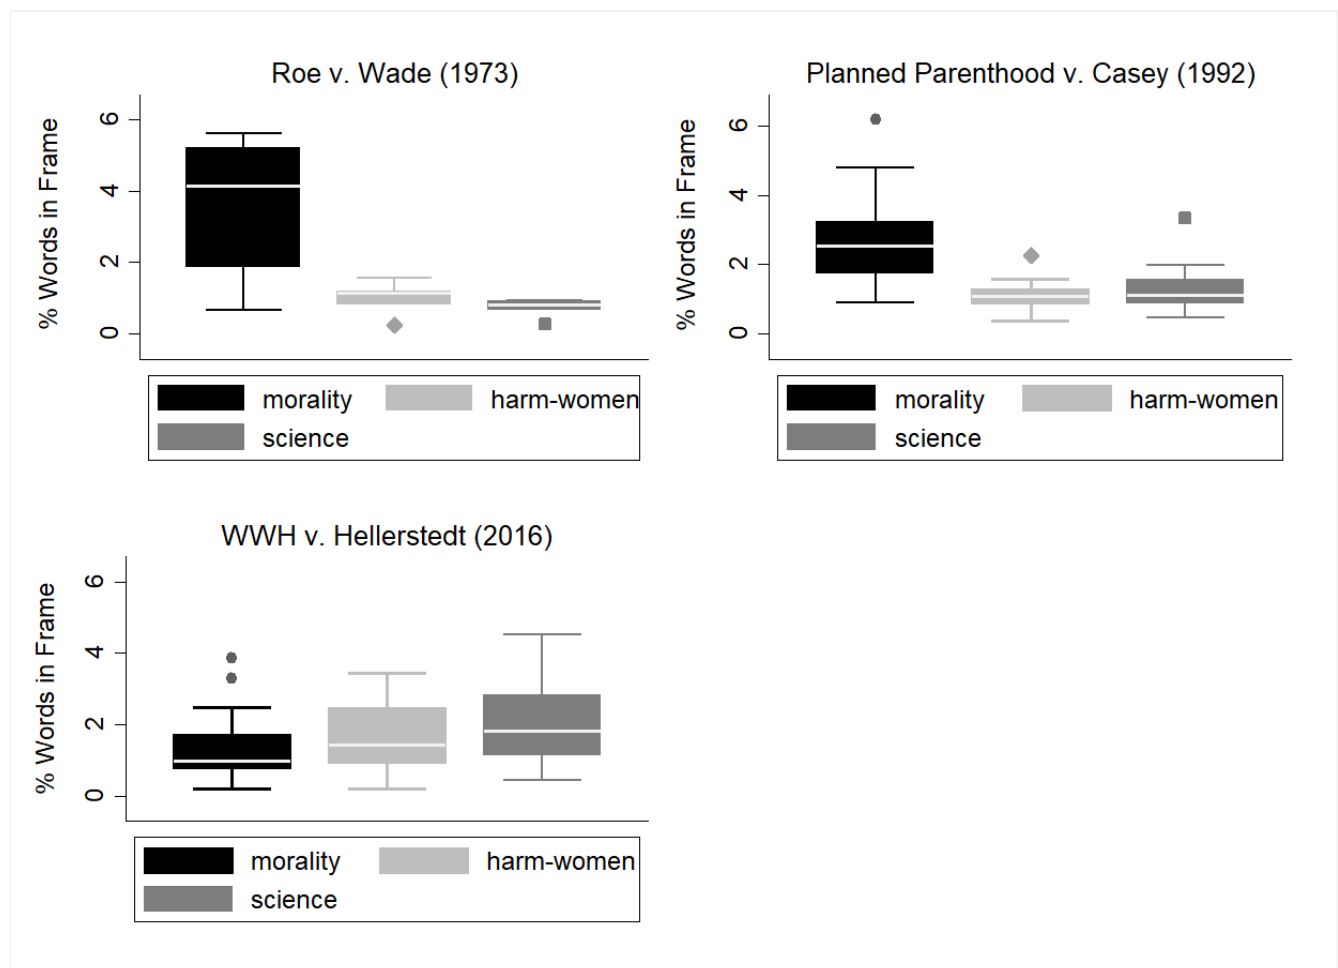 Roe v. Wade (1973)
% Words in Frame
6
4
2
0
morality harm-women
science
Planned Parenthood v. Casey (1992)
% Words in Frame
6
4
2
0
morality harm-women
science
WWH v. Hellerstedt (2016)
% Words in Frame
6
4
2
0
morality harm-women
science